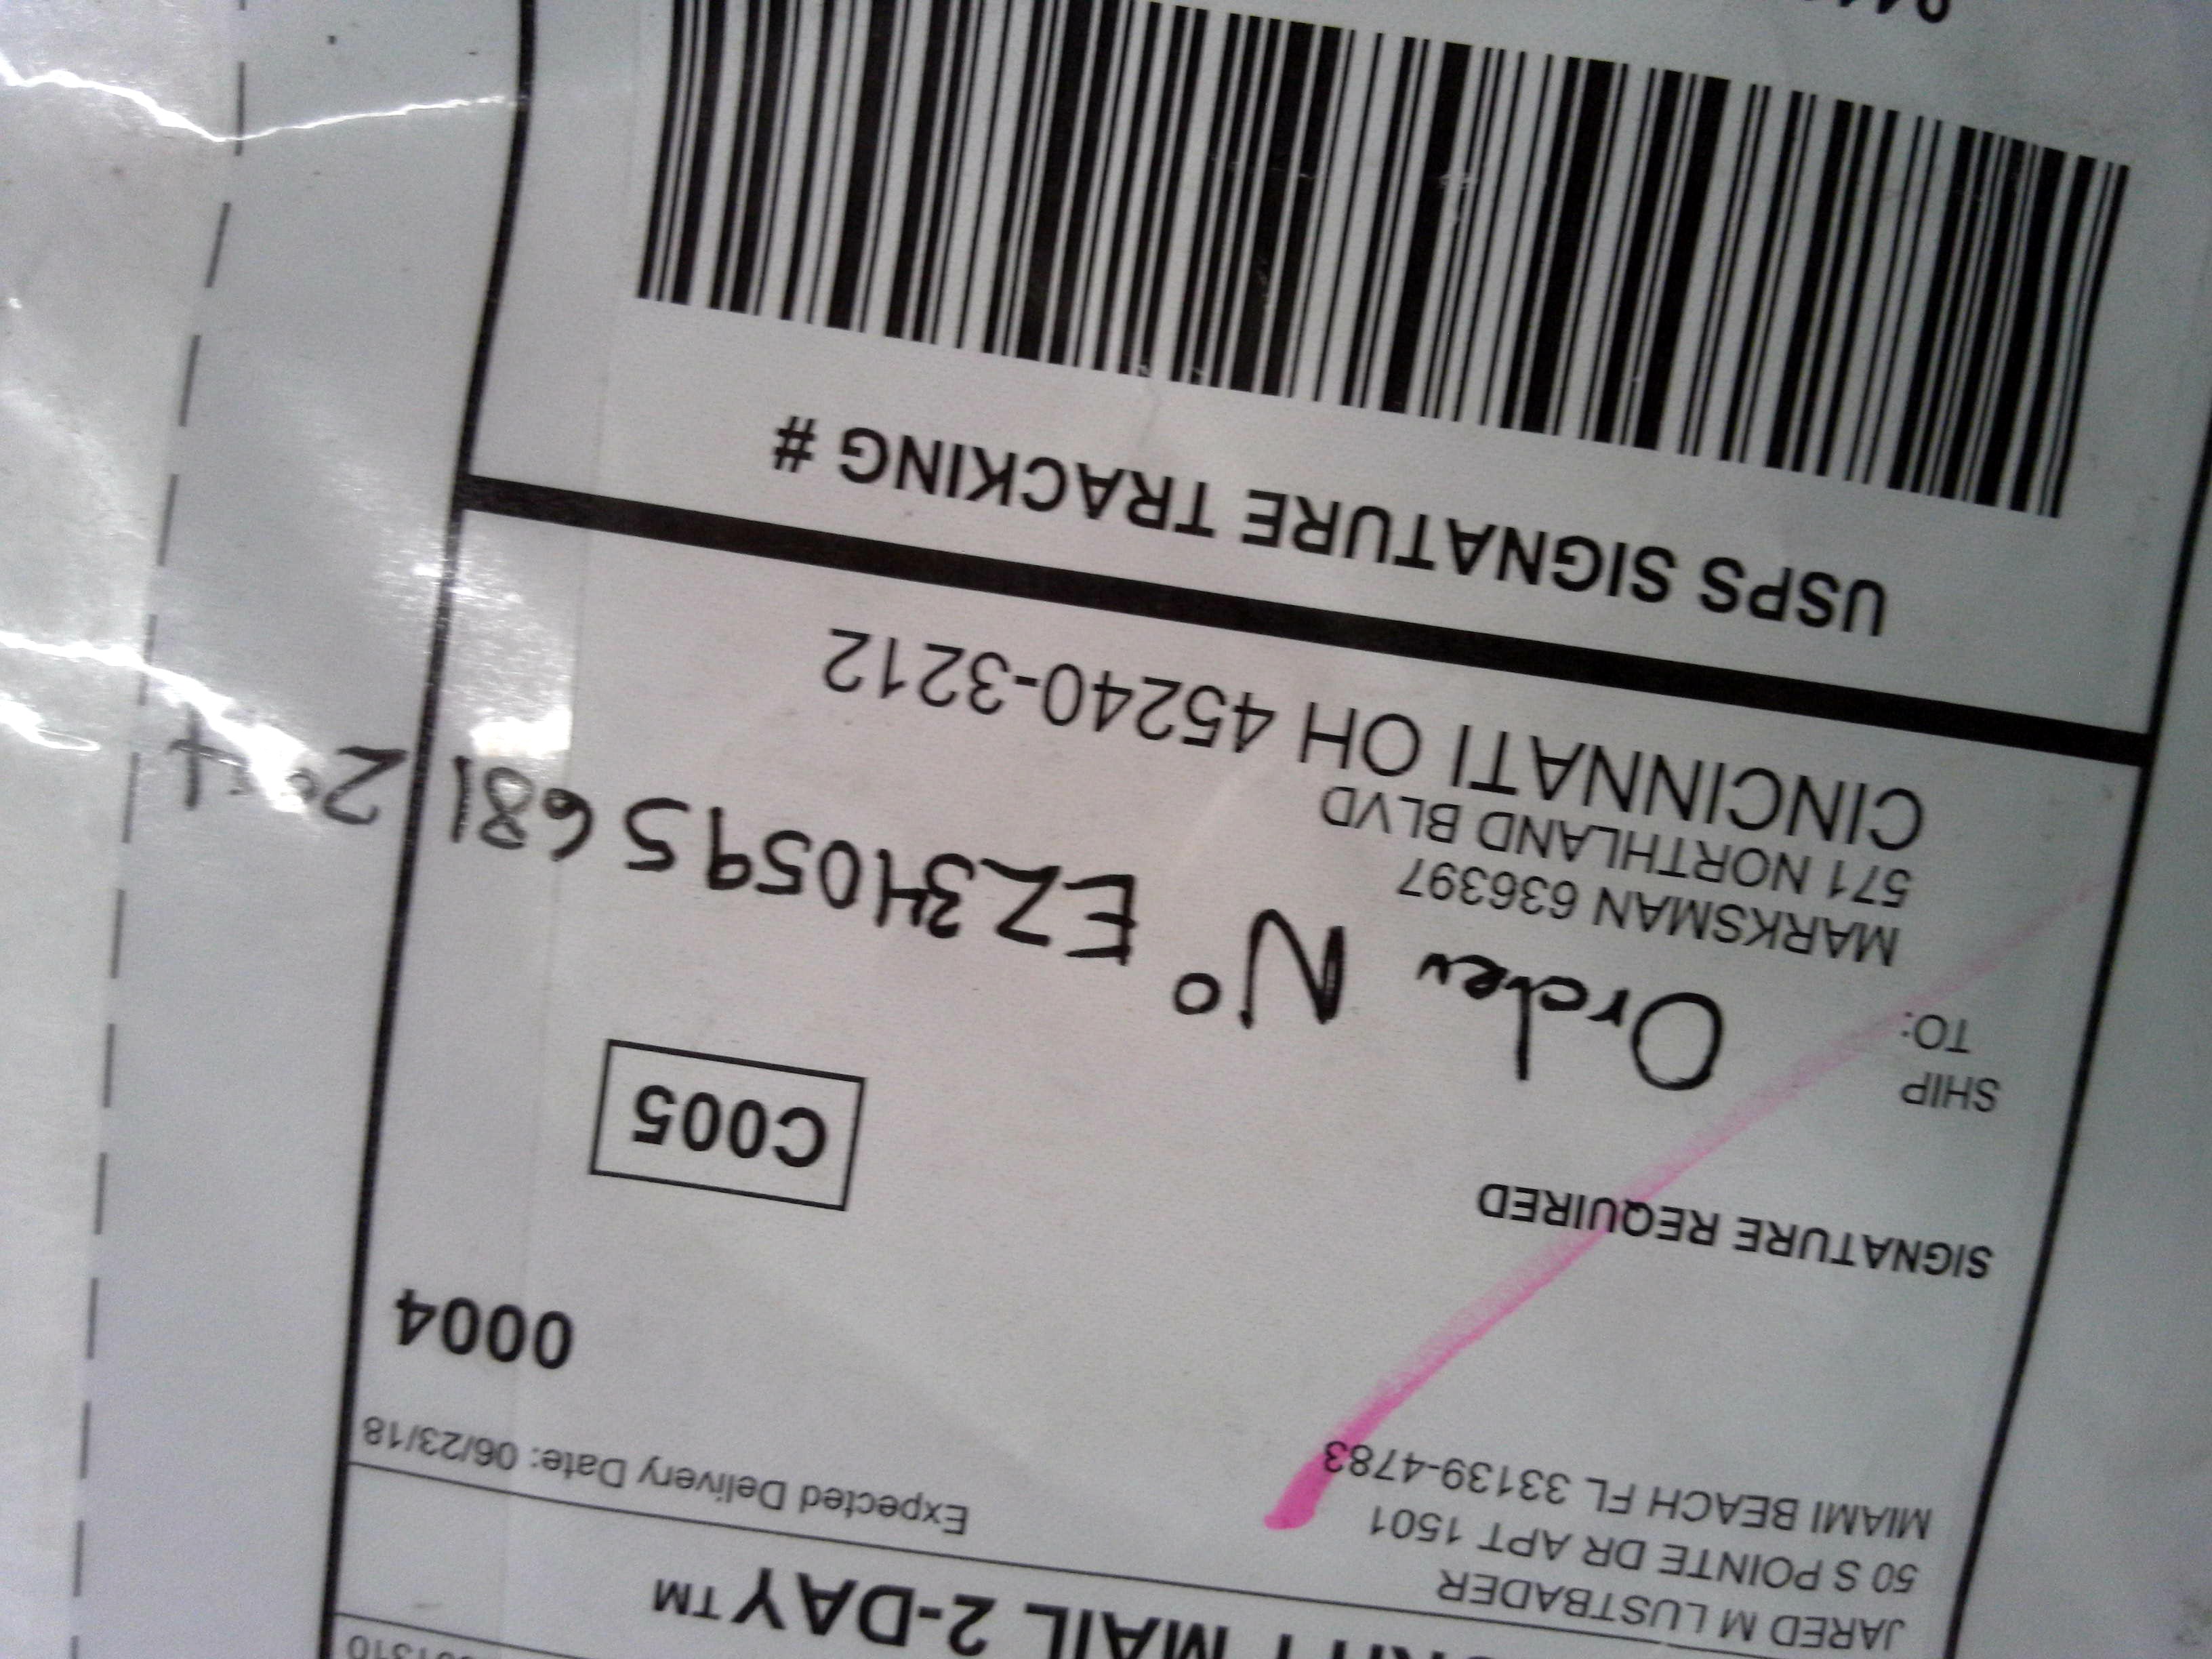 MAIL 2-DAY™
JARED M LUSTBADER
50 S POINTE DR APT 1501
MIAMI BEACH FL 33139-4783
Expected Delivery Date: 06/23/18
0004
SIGNATURE REQUIRED
C005
SHIP
TO:
Order Nº EZ340595681
MARKSMAN 636397
571 NORTHLAND BLVD
CINCINNATI OH 45240-3212
USPS SIGNATURE TRACKING #